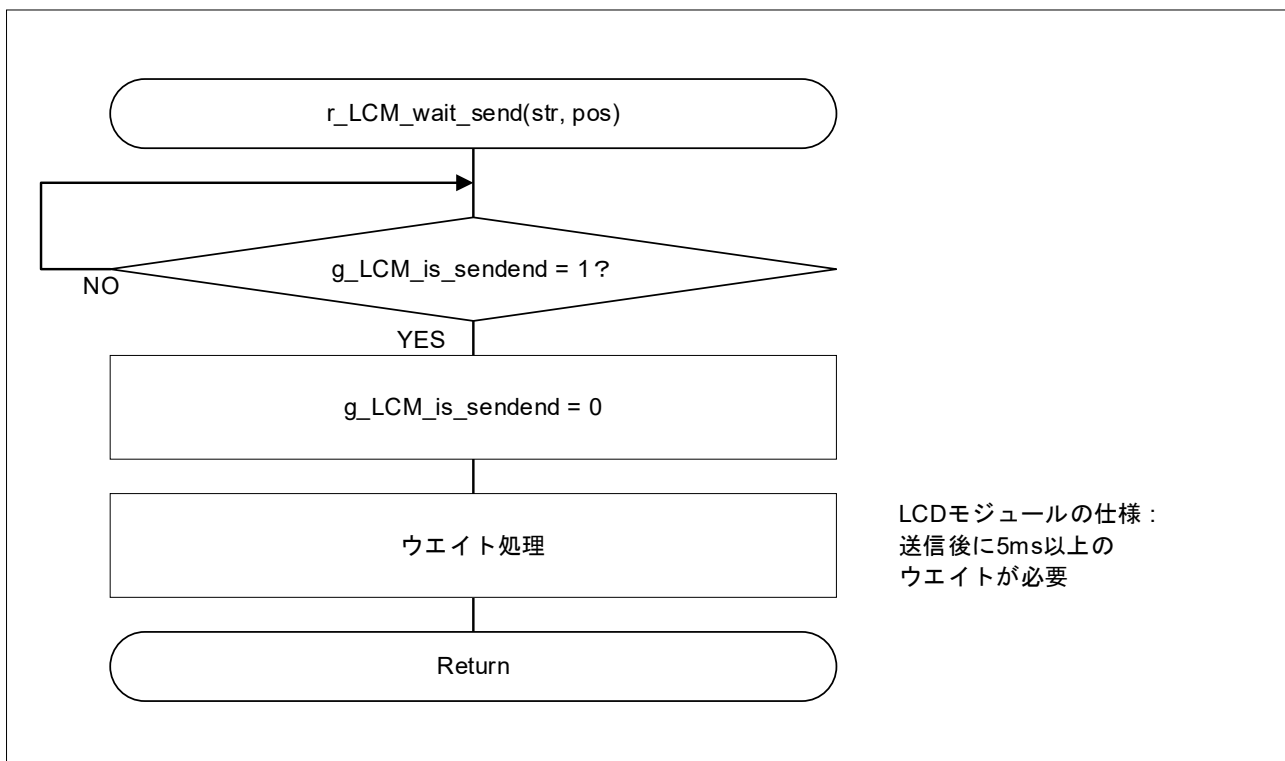 r_LCM_wait_send(str, pos)
g_LCM_is_sendend = 1？
NO
YES
g_LCM_is_sendend = 0
ウエイト処理
LCDモジュールの仕様：
送信後に5ms以上の
ウエイトが必要
Return